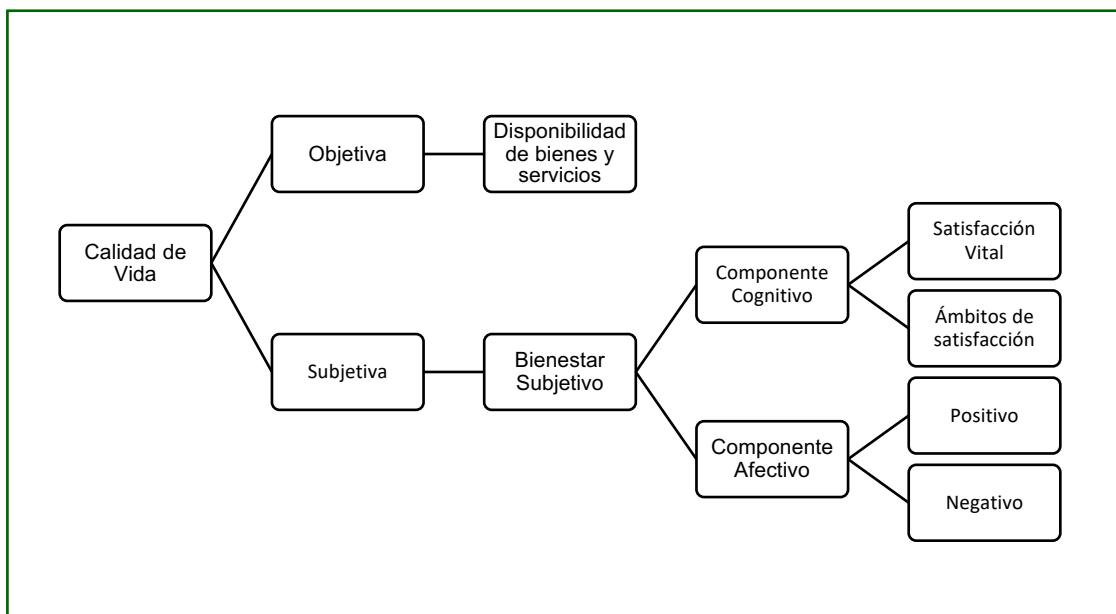 Calidad de
Vida
Objetiva
Disponibilidad
de bienes y
servicios
Subjetiva
Bienestar
Subjetivo
Componente
Cognitivo
Satisfacción
Vital
Ámbitos de
satisfacción
Componente
Afectivo
Positivo
Negativo